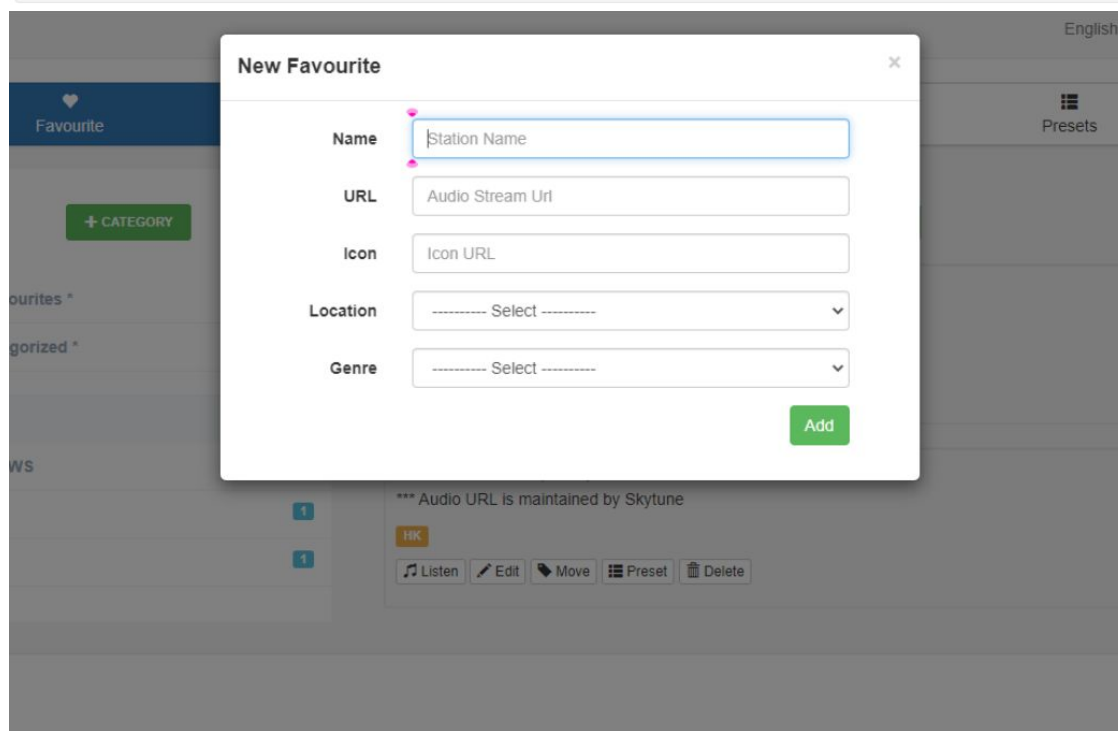 English
New Favourite
×
Favourite
Presets
Name
Station Name
URL
Audio Stream Url
+ CATEGORY
Icon
Icon URL
ourites *
Location
---------- Select ----------
gorized *
Genre
---------- Select ----------
Add
ws
*** Audio URL is maintained by Skytune
1
HK
1
Listen Edit Move Preset Delete